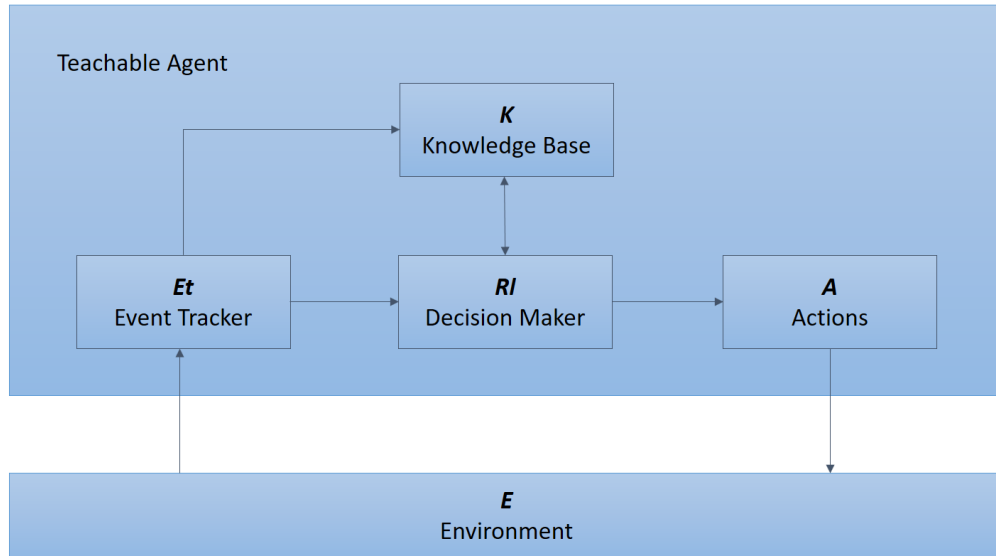 Teachable Agent
K
Knowledge Base
Et
Event Tracker
Rl
Decision Maker
A
Actions
E
Environment